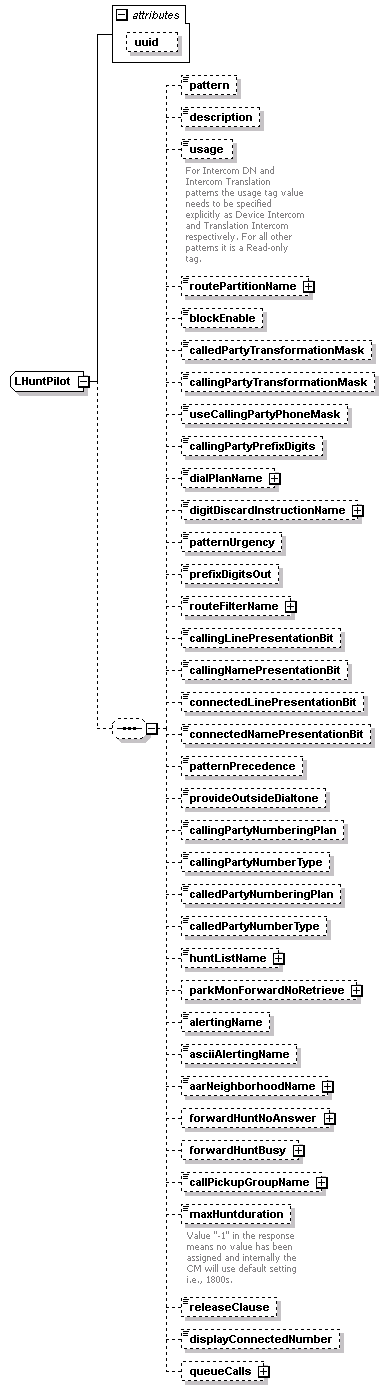 attributes
uuid
pattern
description
usage
For Intercom DN and
Intercom Translation
patterns the usage tag value
needs to be specified
explicitly as Device Intercom
and Translation Intercom
respectively. For all other
patterns it is a Read-only
tag.
routePartitionName
blockEnable
calledPartyTransformationMask
LHuntPilot
callingPartyTransformationMask
useCallingPartyPhoneMask
callingPartyPrefixDigits
dialPlanName
digitDiscardInstructionName
patternUrgency
prefixDigitsOut
routeFilterName
callingLinePresentationBit
callingNamePresentationBit
connectedLinePresentationBit
connectedNamePresentationBit
patternPrecedence
provideOutsideDialtone
callingPartyNumberingPlan
callingPartyNumberType
calledPartyNumberingPlan
calledPartyNumberType
huntListName
parkMonForwardNoRetrieve
alertingName
asciiAlertingName
aarNeighborhoodName
forwardHuntNoAnswer
forwardHuntBusy
callPickupGroupName
maxHuntduration
Value "-1" in the response
means no value has been
assigned and internally the
CM will use default setting
i.e., 1800s.
releaseClause
displayConnectedNumber
queueCalls